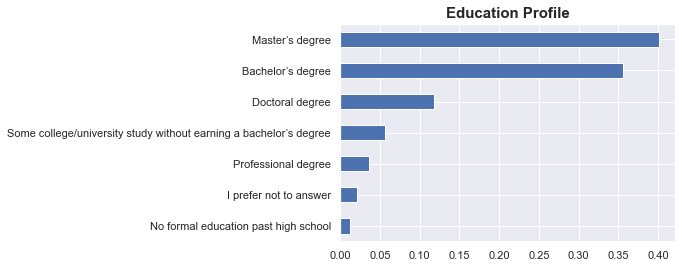 Education Profile
Master’s degree
Bachelor’s degree
Doctoral degree
Some college/university study without earning a bachelor’s degree
Professional degree
I prefer not to answer
No formal education past high school
0.00 0.05 0.10 0.15 0.20 0.25 0.30 0.35 0.40